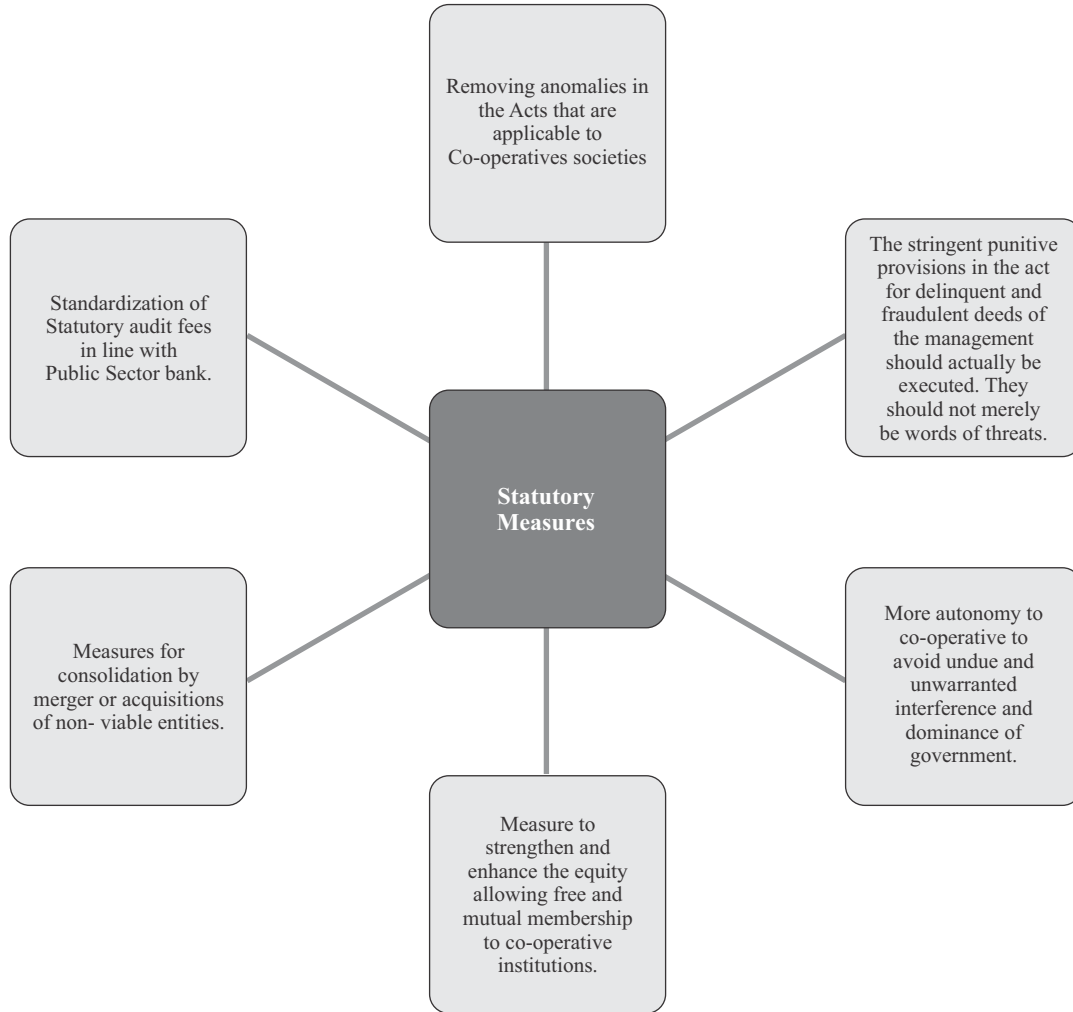 Removing anomalies in
the Acts that are
applicable to
Co-operatives societies
Standardization of
Statutory audit fees
in line with
Public Sector bank.
The stringent punitive
provisions in the act
for delinquent and
fraudulent deeds of
the management
should actually be
executed. They
should not merely
be words of threats.
Statutory
Measures
Measures for
consolidation by
merger or acquisitions
of non- viable entities.
More autonomy to
co-operative to
avoid undue and
unwarranted
interference and
dominance of
government.
Measure to
strengthen and
enhance the equity
allowing free and
mutual membership
to co-operative
institutions.